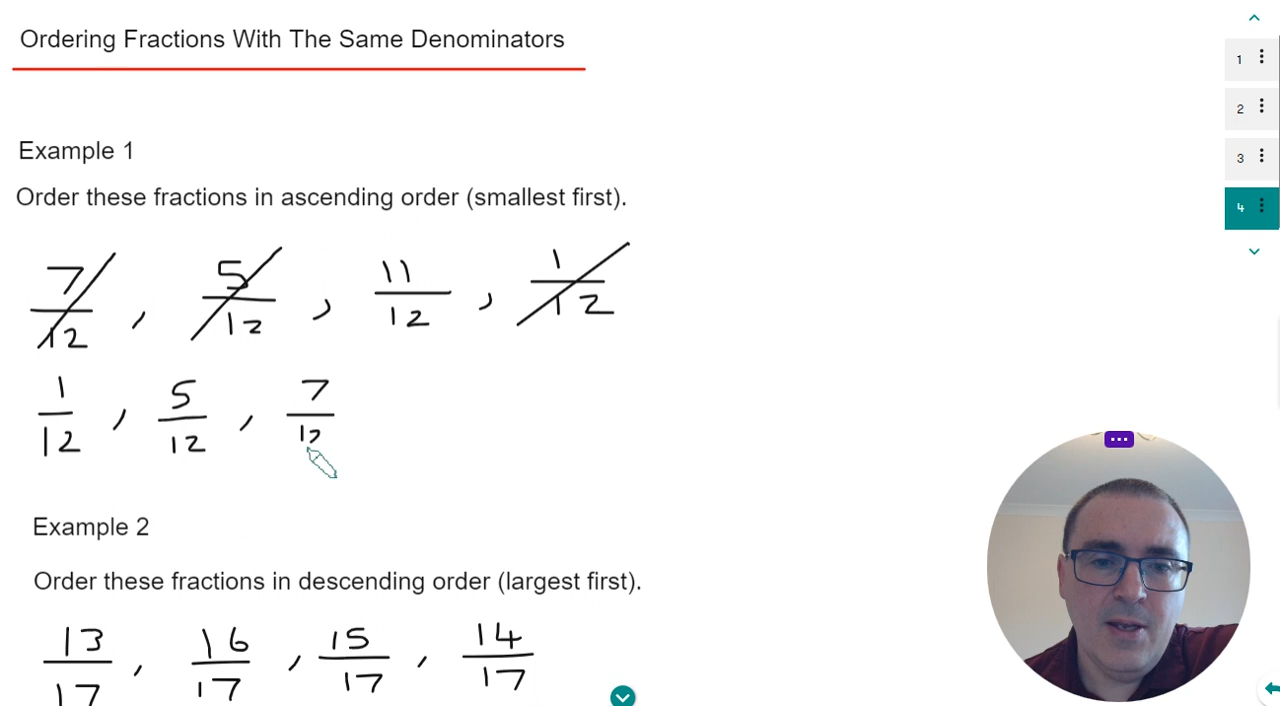 Ordering Fractions With The Same Denominators
1
2
3
4
Example 1
Order these fractions in ascending order (smallest first).
7/12 , 5/12 , 11/12 , 1/12
1/12 , 5/12 , 7/12
Example 2
Order these fractions in descending order (largest first).
13/17 , 16/17 , 15/17 , 14/17